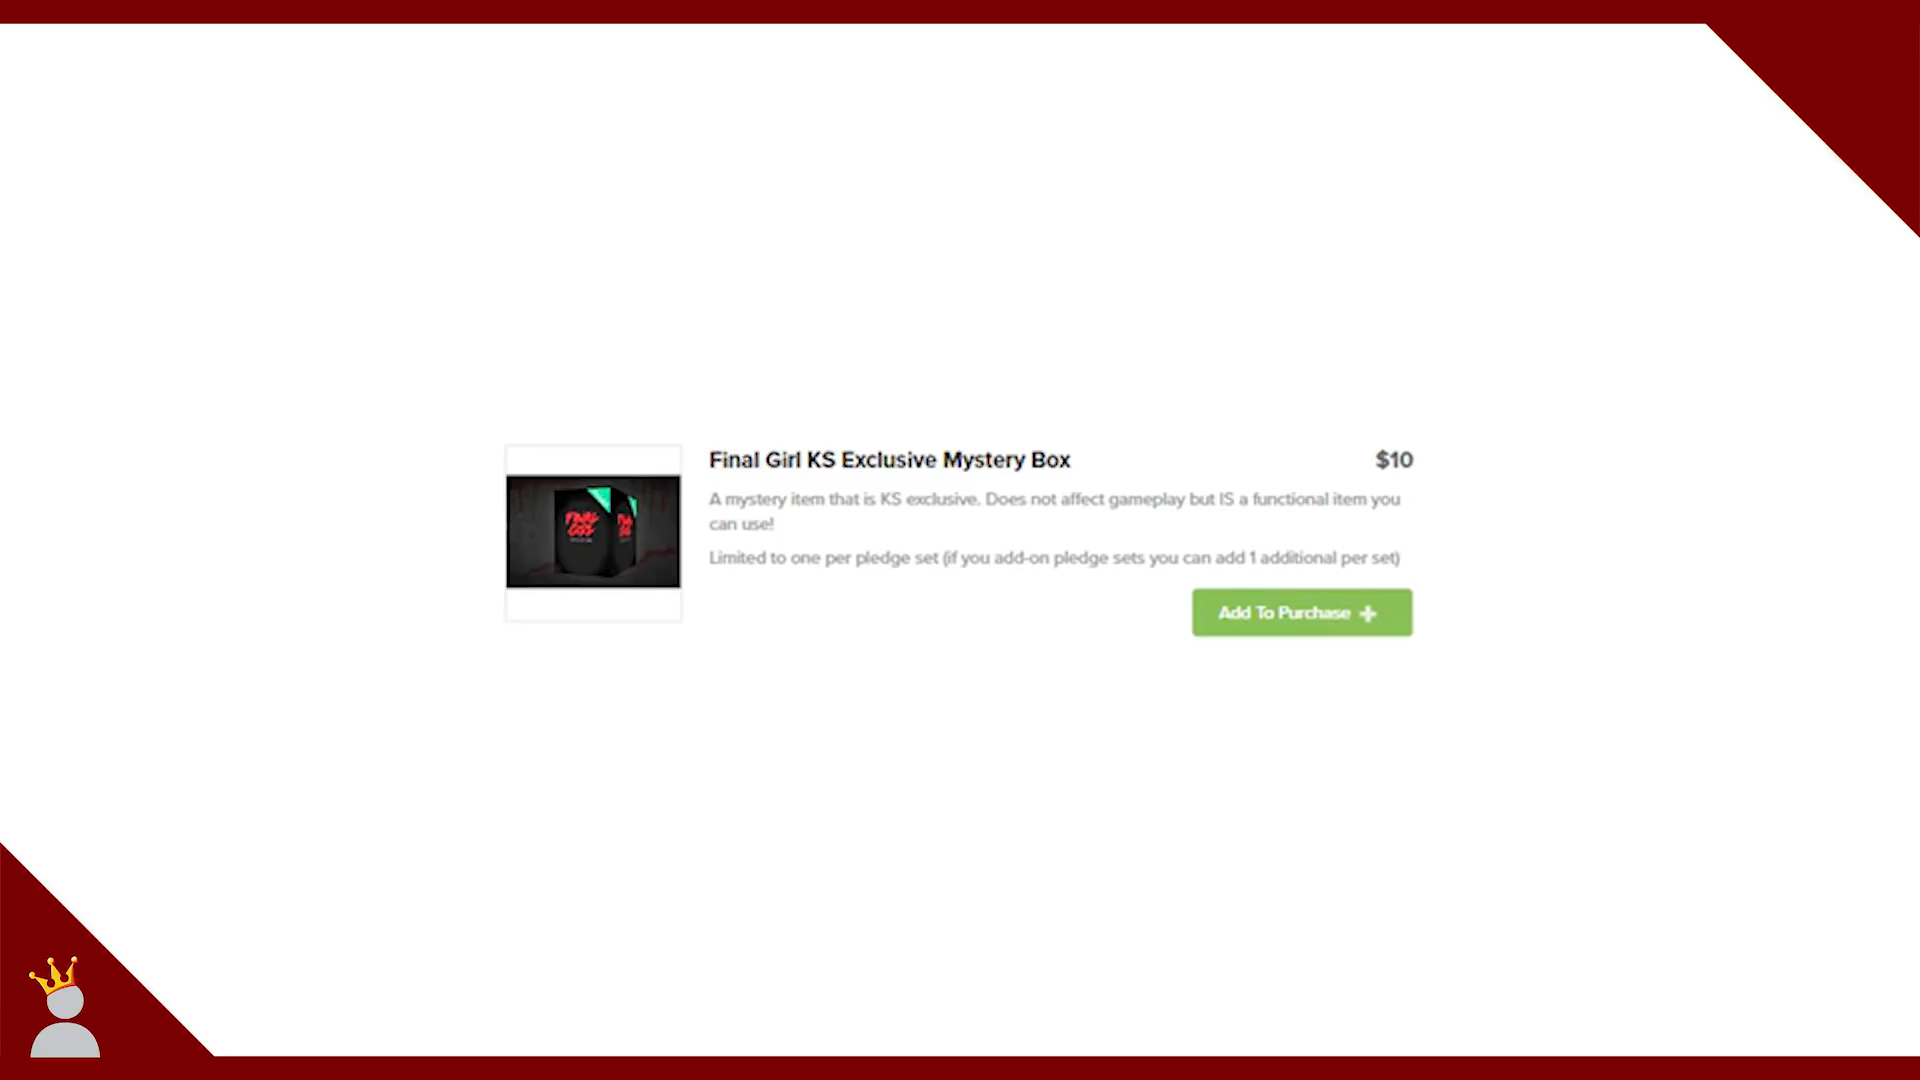 Final Girl KS Exclusive Mystery Box
$10
A mystery item that is KS exclusive. Does not affect gameplay but IS a functional item you
can use!
Limited to one per pledge set (if you add-on pledge sets you can add 1 additional per set)
Add To Purchase +
FINAL
GIRL